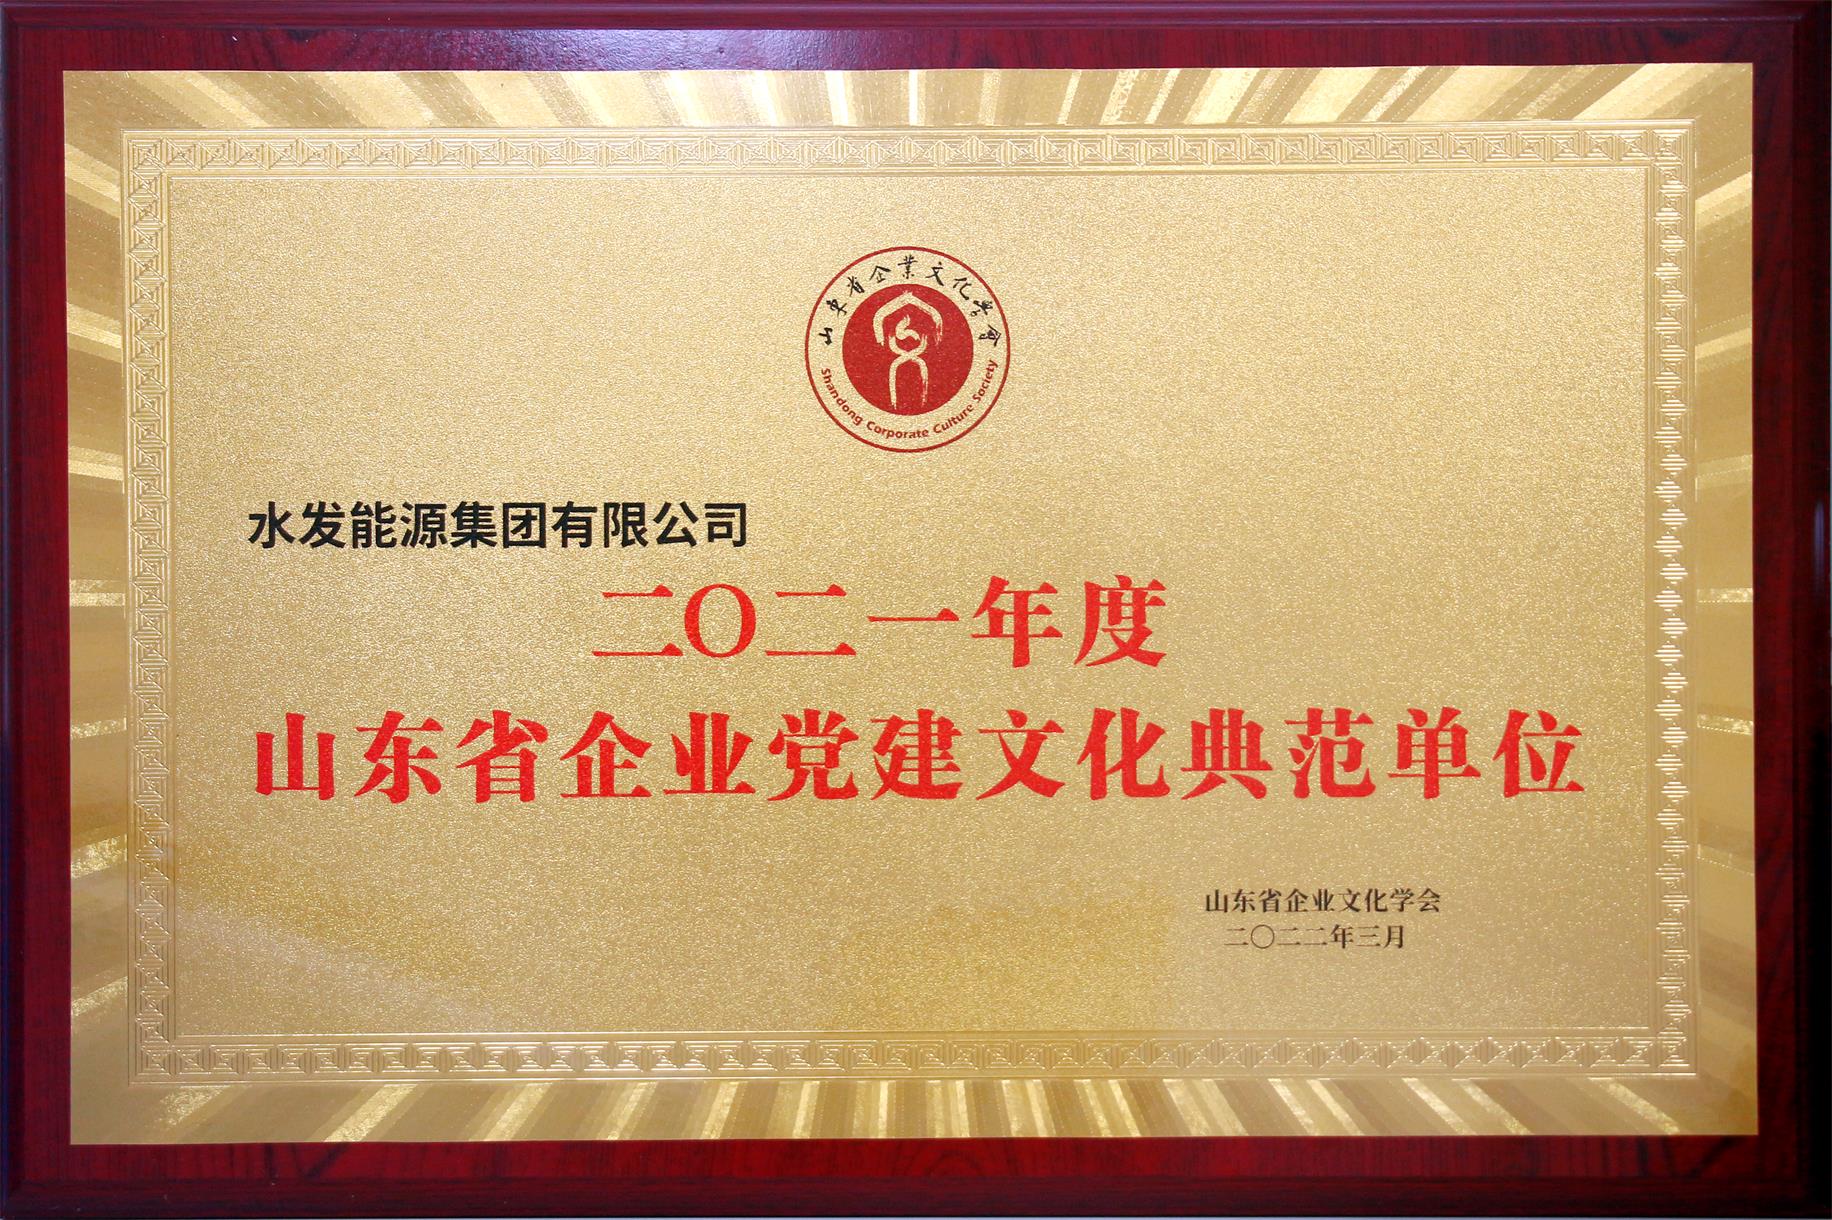 山东省企業文化学會
Shandong Corporate Culture Society
水发能源集团有限公司
二〇二一年度
山东省企业党建文化典范单位
山东省企业文化学会
二〇二二年三月